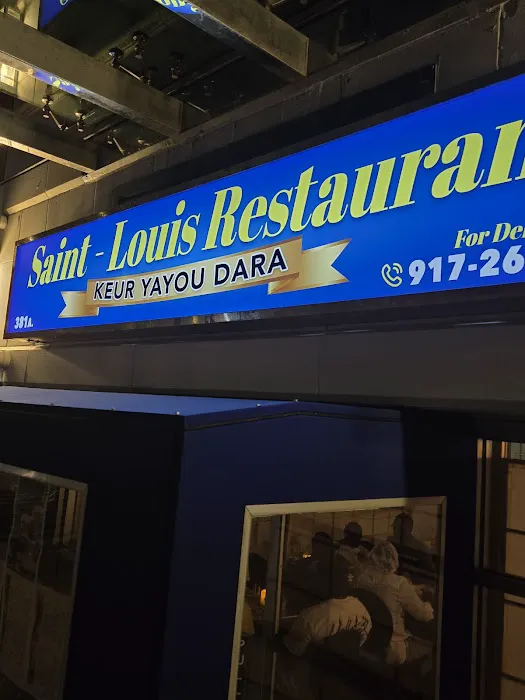 Saint - Louis Restauran
KEUR YAYOU DARA
For Del
917-26
381A.